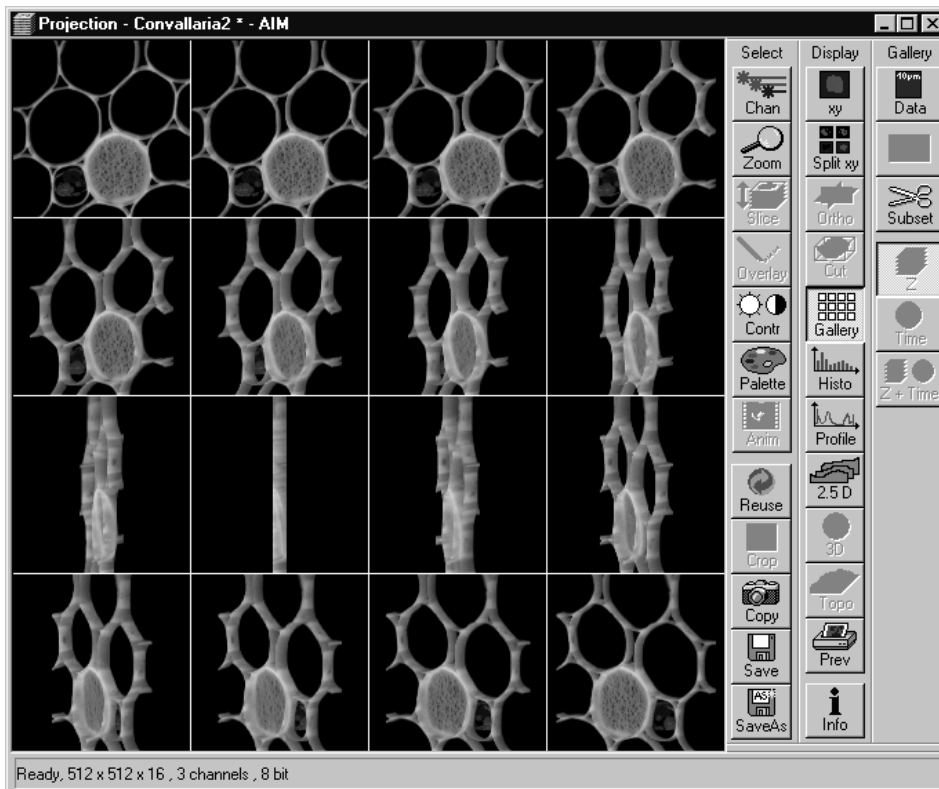 Projection - Convallaria2 * - AIM
Select
Chan
Zoom
Slice
Overlay
Contr
Palette
Anim
Reuse
Crop
Copy
Save
AS
SaveAs
Display
xy
Split xy
Ortho
Cut
Gallery
Histo
Profile
2.5 D
3D
Topo
Prev
Info
Gallery
10µm
Data
Subset
Z
Time
Z + Time
Ready, 512 x 512 x 16 , 3 channels , 8 bit